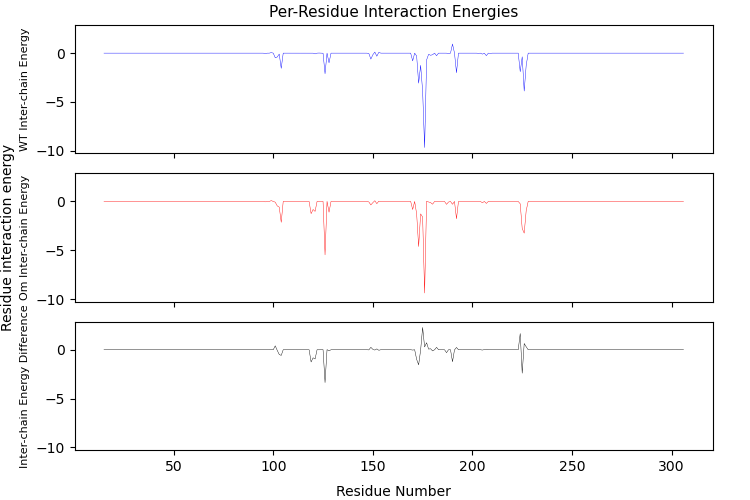 Per-Residue Interaction Energies
WT Inter-chain Energy
0
−5
−10
Residue interaction energy
Om Inter-chain Energy
0
−5
−10
Inter-chain Energy Difference
0
−5
−10
50
100
150
200
250
300
Residue Number